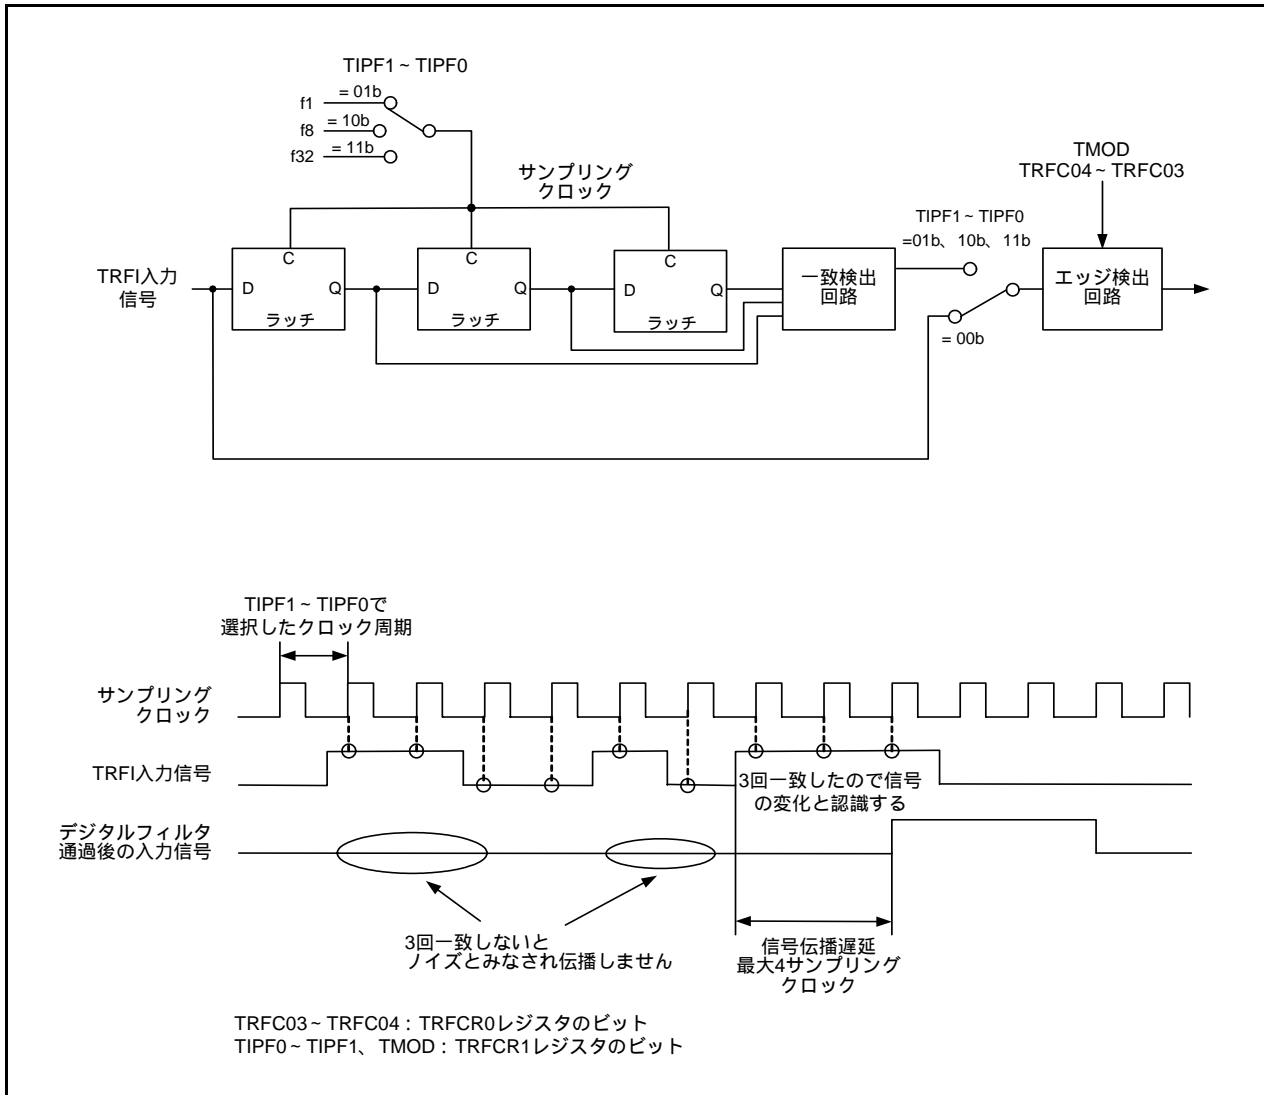 TIPF1～TIPF0
= 01b
f1
= 10b
f8
= 11b
f32
サンプリング
クロック
TMOD
TRFC04～TRFC03
TIPF1～TIPF0
=01b、10b、11b
TRFI入力
信号
C
D
Q
ラッチ
C
D
Q
ラッチ
C
D
Q
ラッチ
一致検出
回路
エッジ検出
回路
= 00b
TIPF1～TIPF0で
選択したクロック周期
サンプリング
クロック
TRFI入力信号
3回一致したので信号
の変化と認識する
デジタルフィルタ
通過後の入力信号
3回一致しないと
ノイズとみなされ伝播しません
信号伝播遅延
最大4サンプリング
クロック
TRFC03～TRFC04：TRFCR0レジスタのビット
TIPF0～TIPF1、TMOD：TRFCR1レジスタのビット